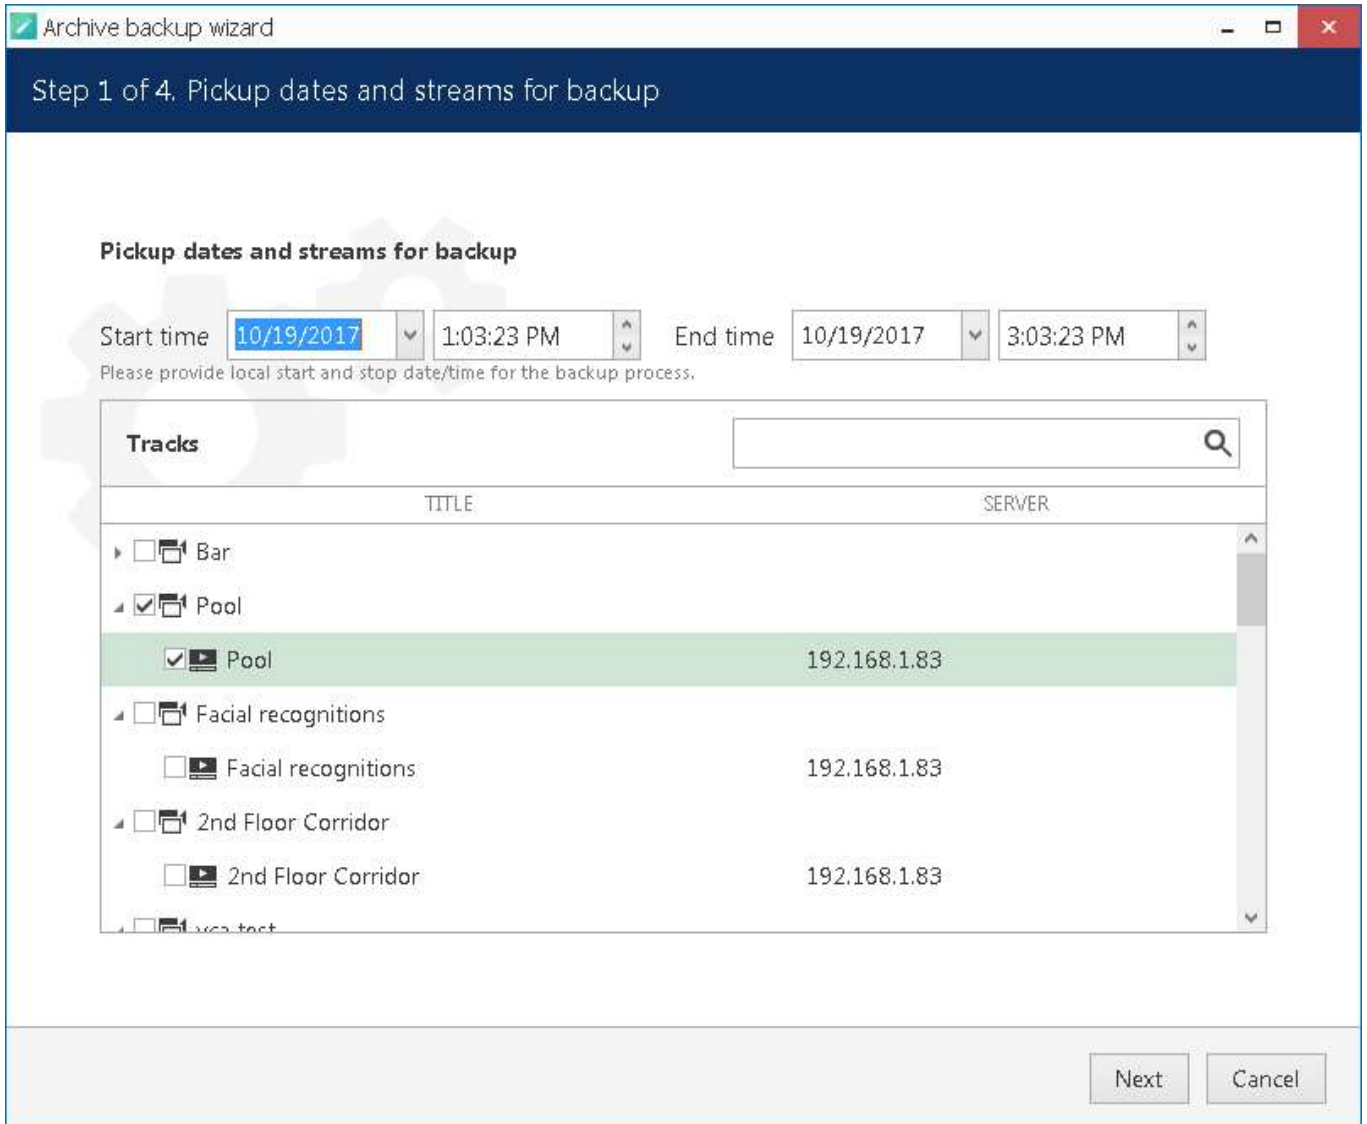 Archive backup wizard
Step 1 of 4. Pickup dates and streams for backup
Pickup dates and streams for backup
Start time 10/19/2017 1:03:23 PM End time 10/19/2017 3:03:23 PM
Please provide local start and stop date/time for the backup process.
Tracks
TITLE SERVER
Bar
Pool
Pool 192.168.1.83
Facial recognitions
Facial recognitions 192.168.1.83
2nd Floor Corridor
2nd Floor Corridor 192.168.1.83
vca test
Next Cancel